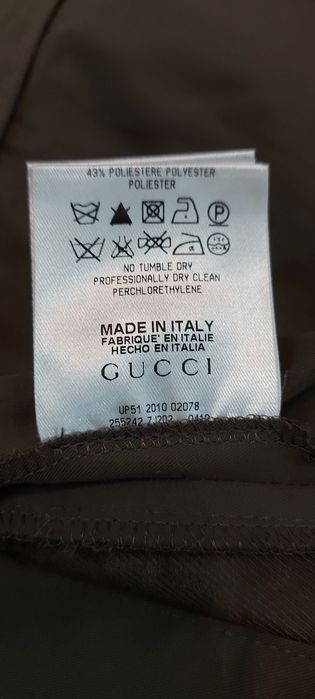 43% POLIESTERE POLYESTER
POLIESTER
NO TUMBLE DRY
PROFESSIONALLY DRY CLEAN
PERCHLORETHYLENE
MADE IN ITALY
FABRIQUE' EN ITALIE
HECHO EN ITALIA
GUCCI
UP51 2010 02078
255242